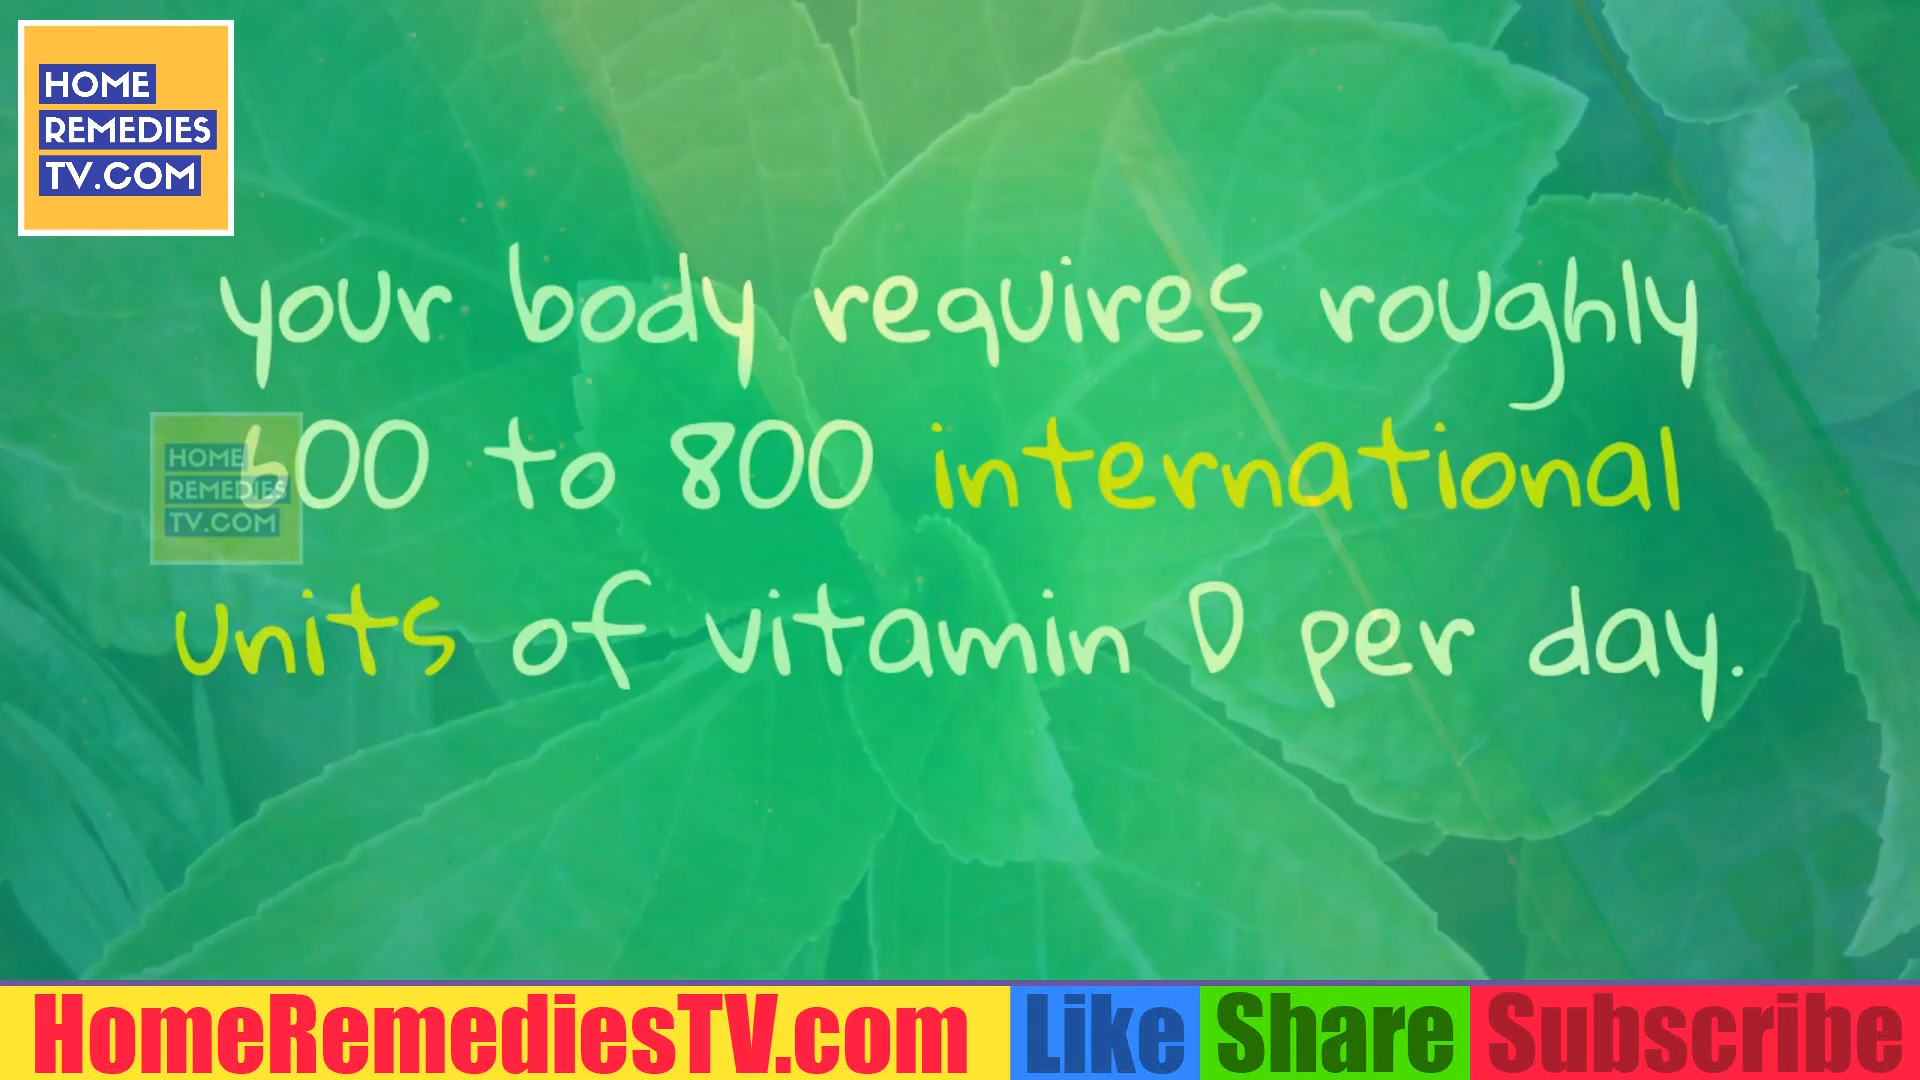 HOME
REMEDIES
TV.COM
your body requires roughly
600 to 800 international
units of vitamin D per day.
HOME
REMEDIES
TV.COM
HomeRemediesTV.com Like Share Subscribe